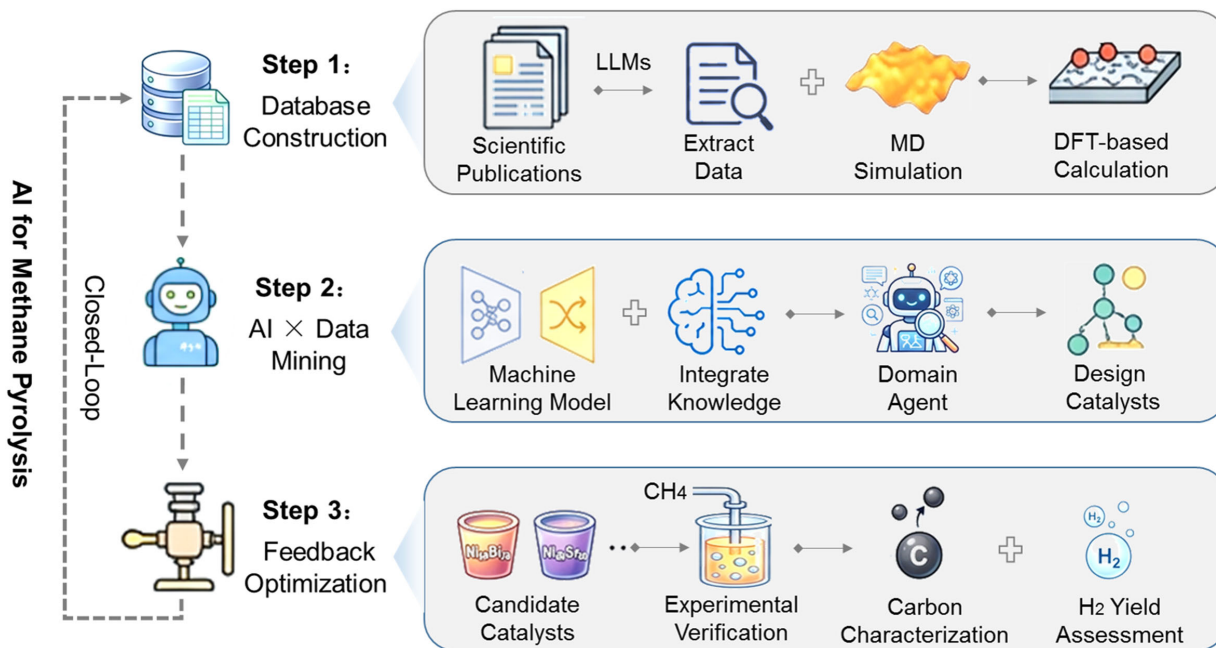 AI for Methane Pyrolysis
Closed-Loop
Step 1：
Database
Construction
Scientific
Publications
LLMs
Extract
Data
MD
Simulation
DFT-based
Calculation
Step 2：
AI × Data
Mining
Machine
Learning Model
Integrate
Knowledge
Domain
Agent
Design
Catalysts
Step 3：
Feedback
Optimization
Candidate
Catalysts
CH4
Experimental
Verification
C
Carbon
Characterization
H2
H2
H2 Yield
Assessment